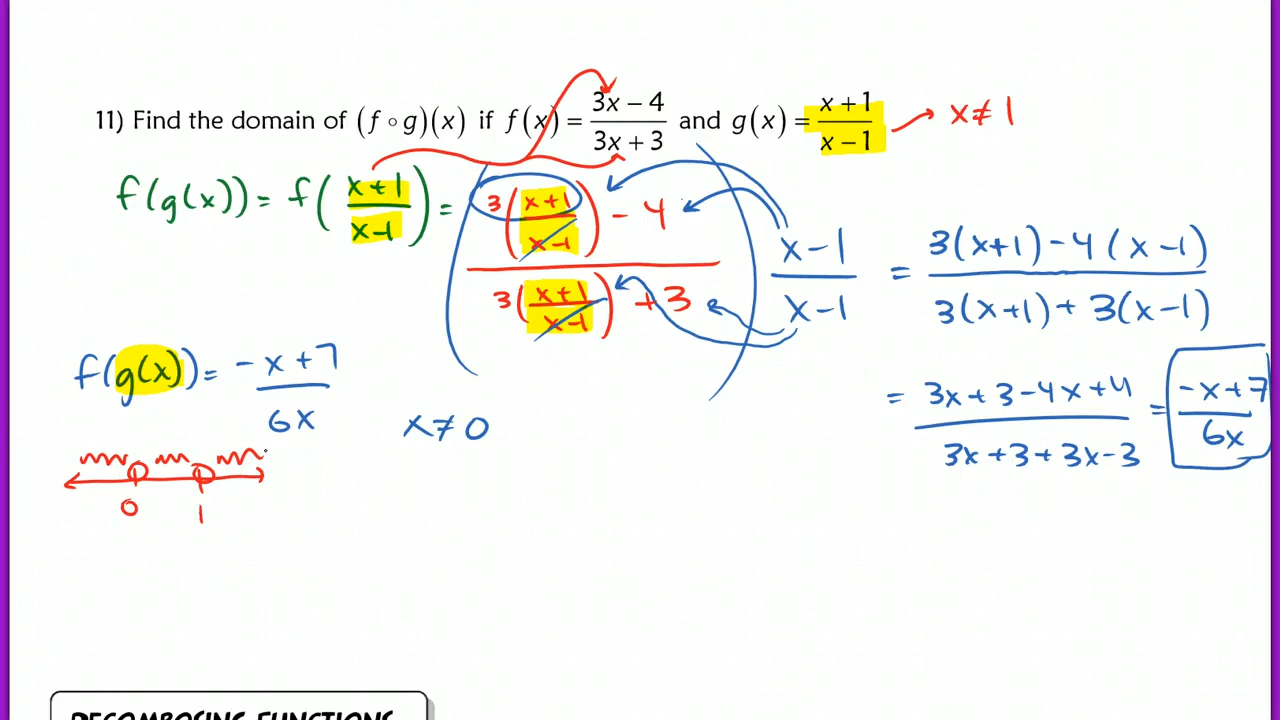 11) Find the domain of (f ∘ g)(x) if f(x) = (3x − 4)/(3x + 3) and g(x) = (x + 1)/(x − 1) → x ≠ 1
f(g(x)) = f((x+1)/(x-1)) = (3((x+1)/(x-1)) - 4)/(3((x+1)/(x-1)) + 3) (x-1)/(x-1) = (3(x+1) - 4(x-1))/(3(x+1) + 3(x-1))
f(g(x)) = (-x+7)/(6x) x ≠ 0
= (3x+3-4x+4)/(3x+3+3x-3) = (-x+7)/(6x)
0 1
DECOMPOSING FUNCTIONS